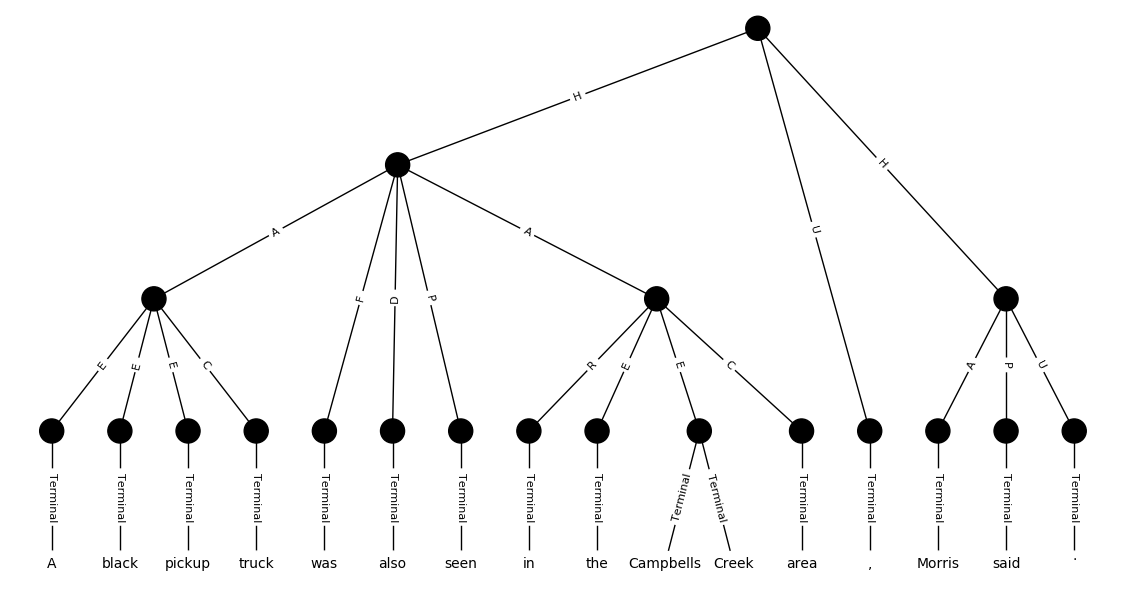 H
H
U
A
A
F
D
P
E
E
E
C
R
E
E
C
A
P
U
Terminal Terminal Terminal Terminal Terminal Terminal Terminal Terminal Terminal Terminal Terminal Terminal Terminal Terminal Terminal Terminal
A black pickup truck was also seen in the Campbells Creek area , Morris said .